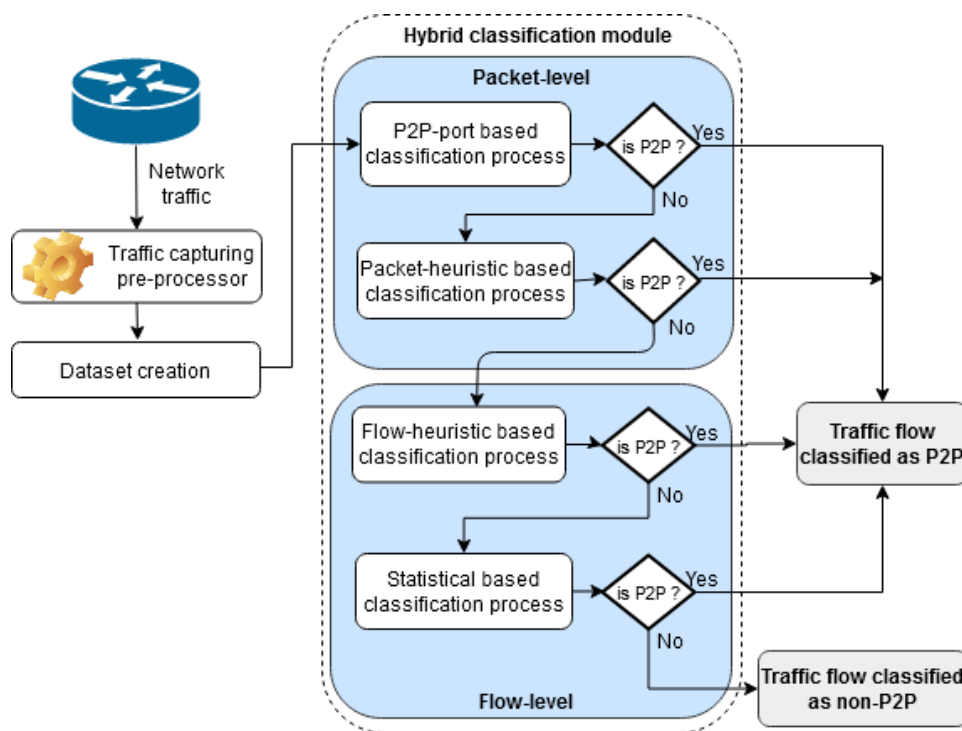 Hybrid classification module
Packet-level
P2P-port based
classification process
is P2P ?
Yes
No
Network
traffic
Traffic capturing
pre-processor
Packet-heuristic based
classification process
is P2P ?
Yes
No
Dataset creation
Flow-heuristic based
classification process
is P2P ?
Yes
No
Traffic flow
classified as P2P
Statistical based
classification process
is P2P ?
Yes
No
Traffic flow classified
as non-P2P
Flow-level